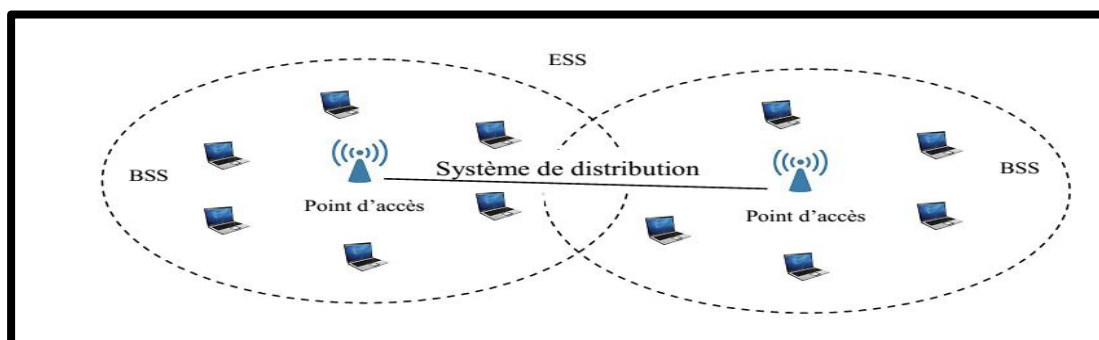 ESS
BSS
Système de distribution
BSS
Point d'accès
Point d'accès